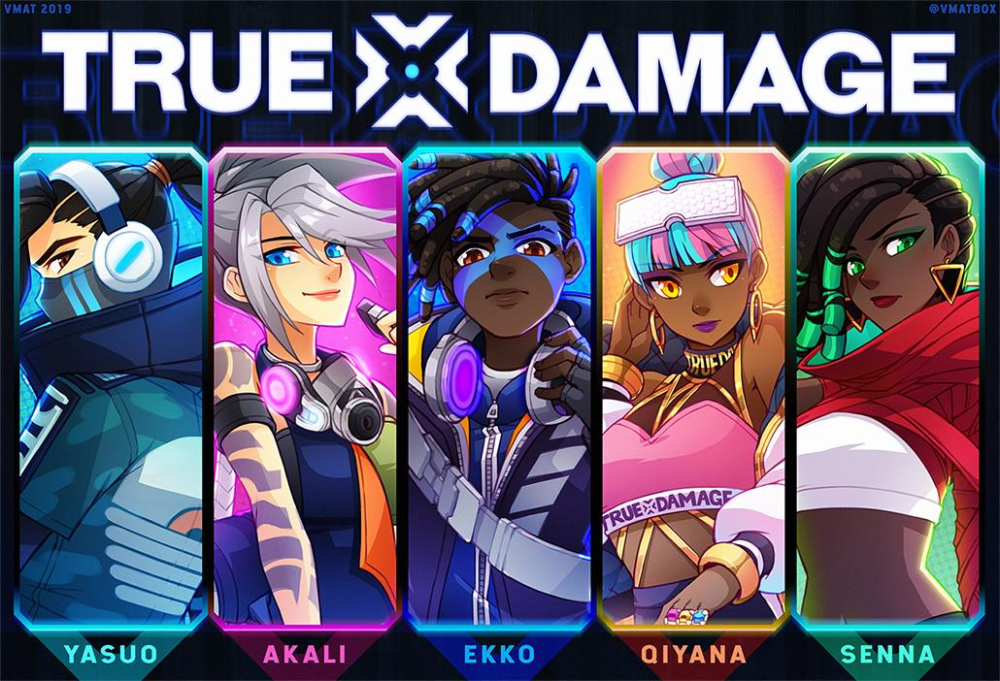 VMAT 2019
@VMATBOX
TRUE DAMAGE
TRUE DAMAGE
YASUO
AKALI
EKKO
QIYANA
SENNA